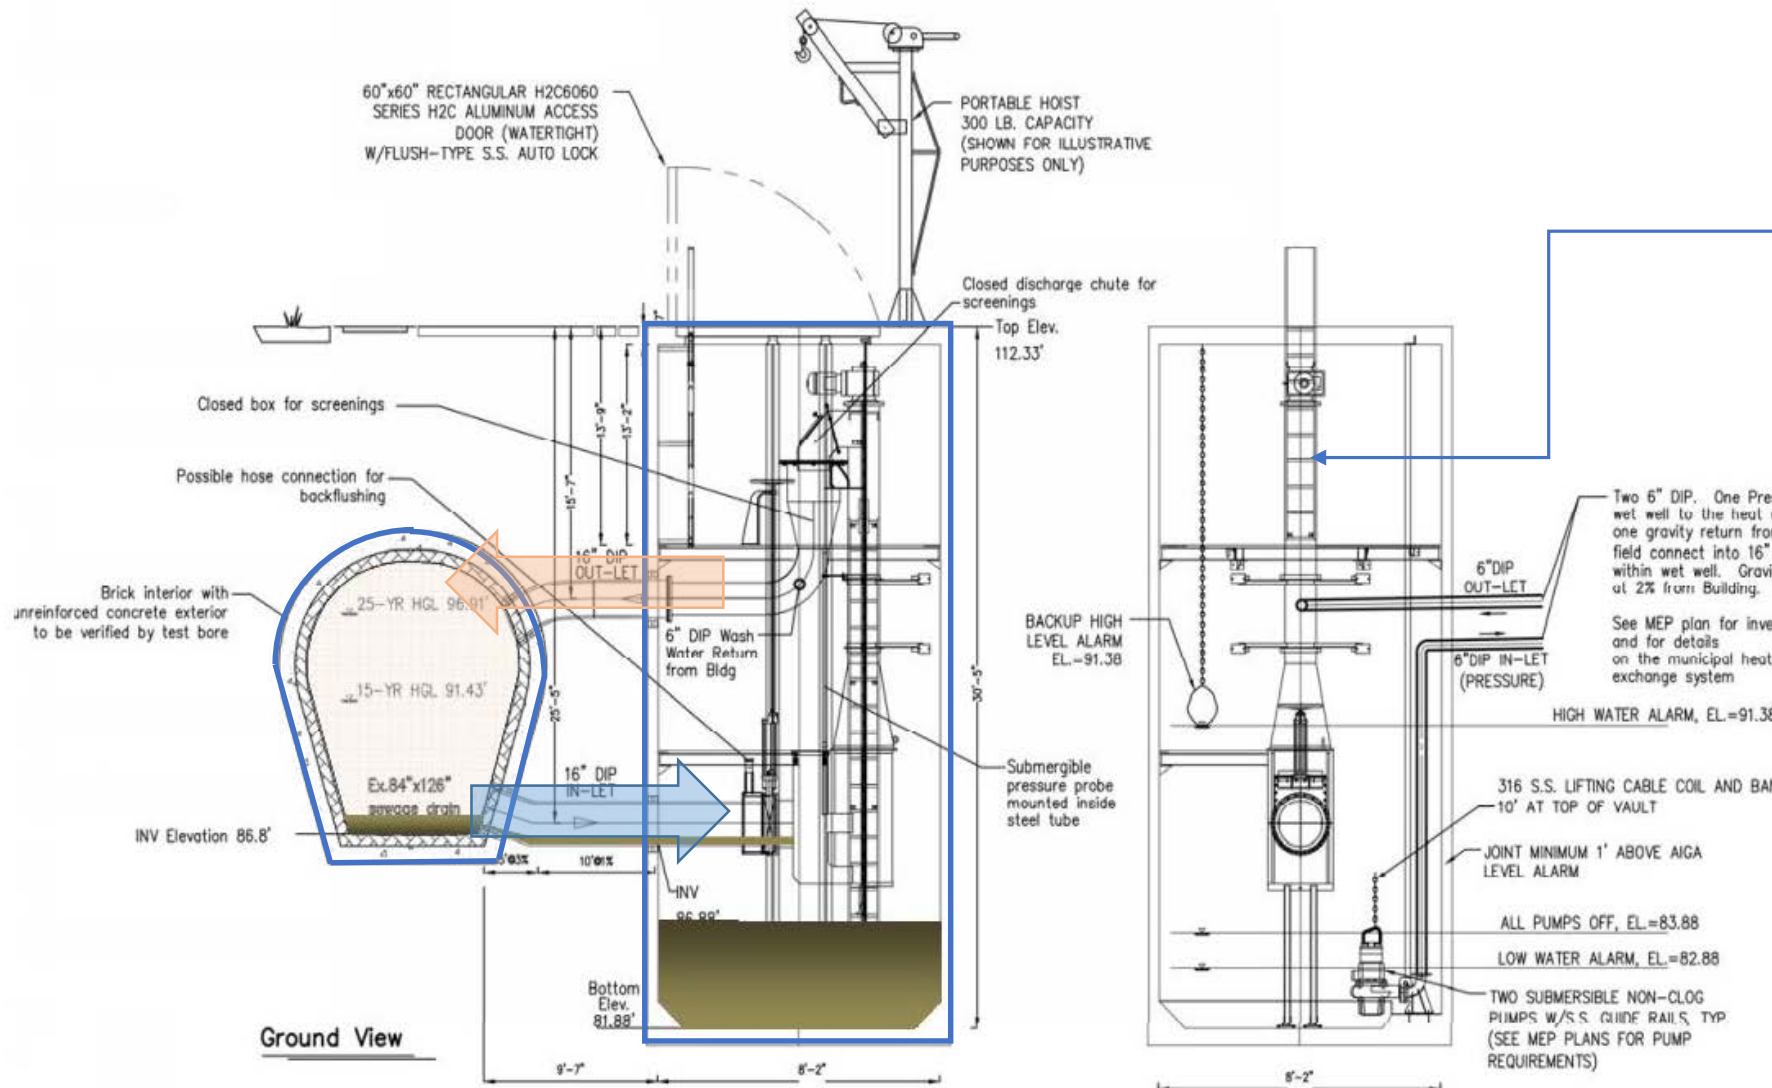 60"x60" RECTANGULAR H2C6060
SERIES H2C ALUMINUM ACCESS
DOOR (WATERTIGHT)
W/FLUSH-TYPE S.S. AUTO LOCK
PORTABLE HOIST
300 LB. CAPACITY
(SHOWN FOR ILLUSTRATIVE
PURPOSES ONLY)
Closed discharge chute for
screenings
Top Elev.
112.33'
7"
Closed box for screenings
13'-9"
13'-2"
15'-7"
Possible hose connection for
backflushing
Brick interior with
unreinforced concrete exterior
to be verified by test bore
25-YR HGL 96.91'
15-YR HGL 91.43'
Ex.84"x126"
sewage drain
INV Elevation 86.8'
16" DIP
OUT-LET
6" DIP Wash
Water Return
from Bldg
25'-5"
16" DIP
IN-LET
10'@1%
INV
86.88'
30'-5"
Submergible
pressure probe
mounted inside
steel tube
Bottom
Elev.
81.88'
Ground View
9'-7"
8'-2"
Two 6" DIP. One Pre
wet well to the heat
one gravity return from
field connect into 16"
within wet well. Gravi
at 2% from Building.
See MEP plan for inve
and for details
on the municipal heat
exchange system
6"DIP
OUT-LET
6"DIP IN-LET
(PRESSURE)
BACKUP HIGH
LEVEL ALARM
EL.=91.38
HIGH WATER ALARM, EL.=91.38
316 S.S. LIFTING CABLE COIL AND BAN
10' AT TOP OF VAULT
JOINT MINIMUM 1' ABOVE AIGA
LEVEL ALARM
ALL PUMPS OFF, EL.=83.88
LOW WATER ALARM, EL.=82.88
TWO SUBMERSIBLE NON-CLOG
PUMPS W/S.S. GUIDE RAILS, TYP
(SEE MEP PLANS FOR PUMP
REQUIREMENTS)
8'-2"